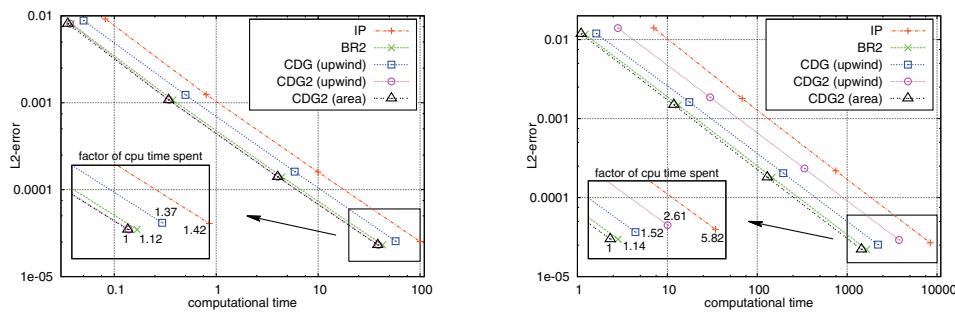 0.01
0.001
0.0001
1e-05
L2-error
IP
BR2
CDG (upwind)
CDG2 (upwind)
CDG2 (area)
factor of cpu time spent
1.37
1
1.12
1.42
0.1
1
10
100
computational time
0.01
0.001
0.0001
1e-05
L2-error
IP
BR2
CDG (upwind)
CDG2 (upwind)
CDG2 (area)
factor of cpu time spent
2.61
1.52
1
1.14
5.82
1
10
100
1000
10000
computational time